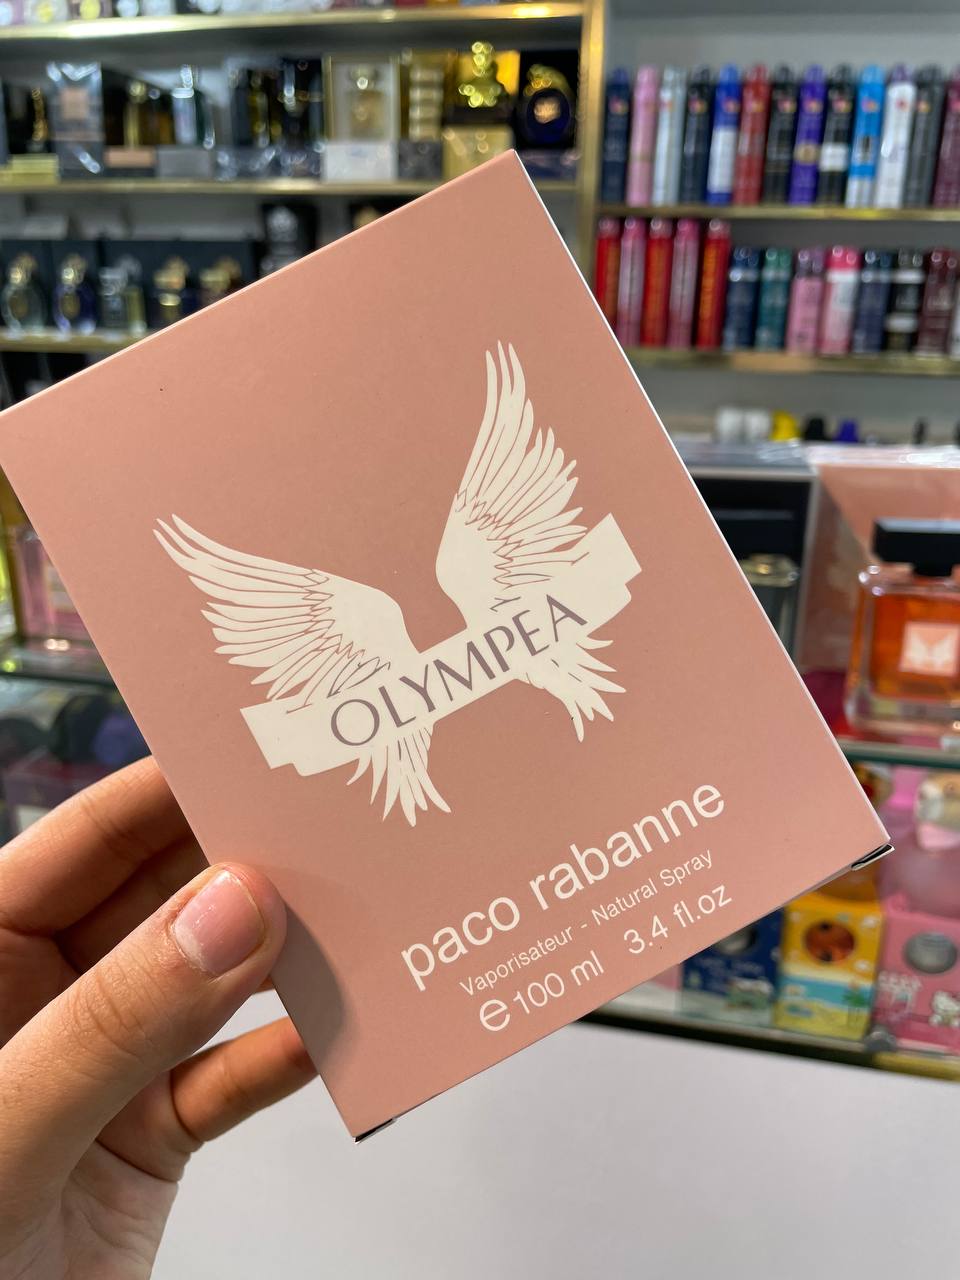 OLYMPEA
paco rabanne
Vaporisateur - Natural Spray
e 100 ml 3.4 fl.oz